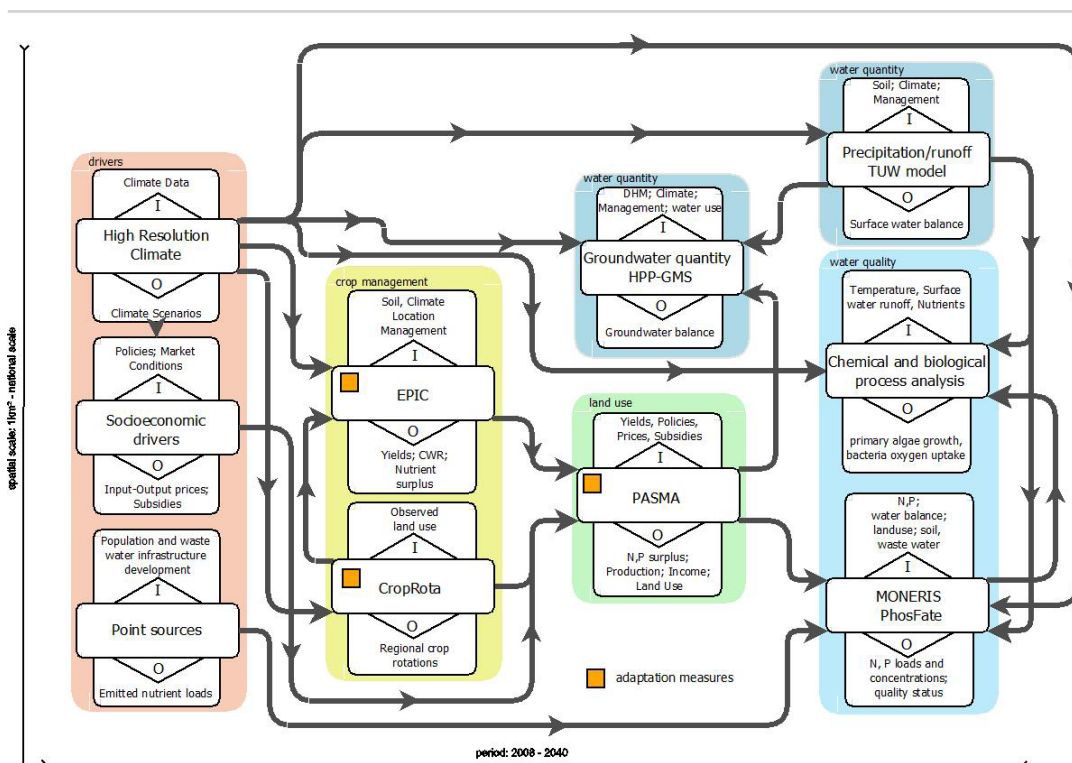 spatial scale: 1km² - national scale
drivers
Climate Data
I
High Resolution
Climate
O
Climate Scenarios
Policies; Market
Conditions
I
Socioeconomic
drivers
O
Input-Output prices;
Subsidies
Population and waste
water infrastructure
development
I
Point sources
O
Emitted nutrient loads
crop management
Soil, Climate
Location
Management
I
EPIC
O
Yields; CWR;
Nutrient
surplus
Observed
land use
I
CropRota
O
Regional crop
rotations
water quantity
DHM; Climate;
Management; water use
I
Groundwater quantity
HPP-GMS
O
Groundwater balance
land use
Yields, Policies,
Prices, Subsidies
I
PASMA
O
N,P surplus;
Production; Income;
Land Use
adaptation measures
water quantity
Soil; Climate;
Management
I
Precipitation/runoff
TUW model
O
Surface water balance
water quality
Temperature, Surface
water runoff, Nutrients
I
Chemical and biological
process analysis
O
primary algae growth,
bacteria oxygen uptake
N,P;
water balance;
landuse; soil,
waste water
I
MONERIS
PhosFate
O
N, P loads and
concentrations;
quality status
period: 2008 - 2040